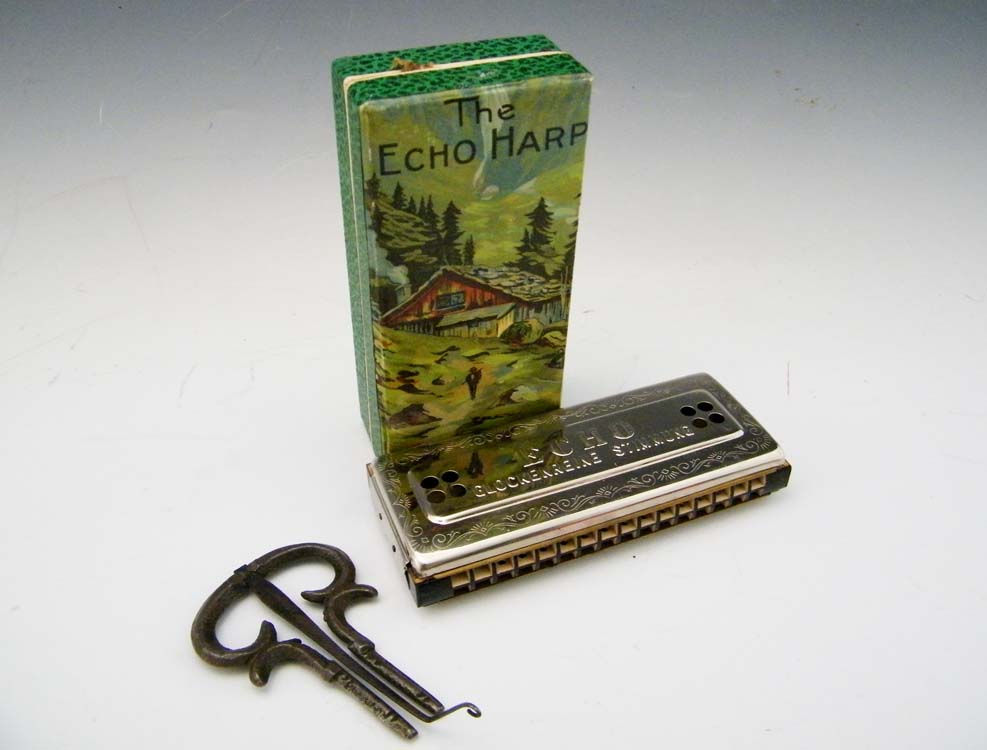 The
ECHO HARP
ECHO
GLOCKENREINE STIMMUNG